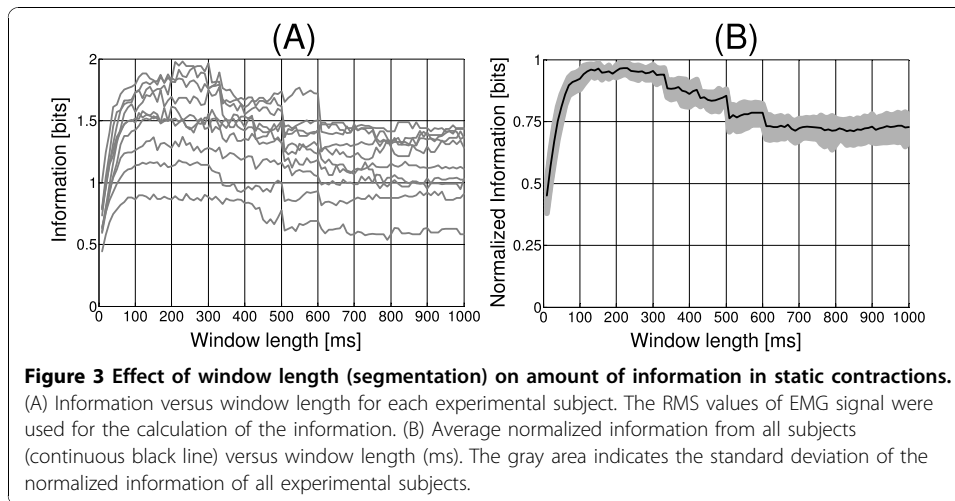 (A)
(B)
2
1.5
1
0.5
0
0 100 200 300 400 500 600 700 800 900 1000
Information [bits]
Window length [ms]
1
0.75
0.5
0.25
0
0 100 200 300 400 500 600 700 800 900 1000
Normalized Information [bits]
Window length [ms]
Figure 3 Effect of window length (segmentation) on amount of information in static contractions.
(A) Information versus window length for each experimental subject. The RMS values of EMG signal were
used for the calculation of the information. (B) Average normalized information from all subjects
(continuous black line) versus window length (ms). The gray area indicates the standard deviation of the
normalized information of all experimental subjects.